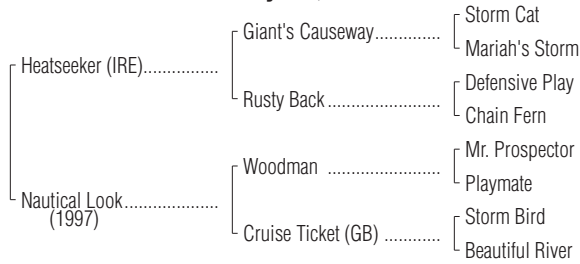 Storm Cat
Giant's Causeway..............
Mariah's Storm
Heatseeker (IRE)................
Defensive Play
Rusty Back ........................
Chain Fern
Mr. Prospector
Woodman ........................
Playmate
Nautical Look....................
(1997)
Storm Bird
Cruise Ticket (GB) ............
Beautiful River